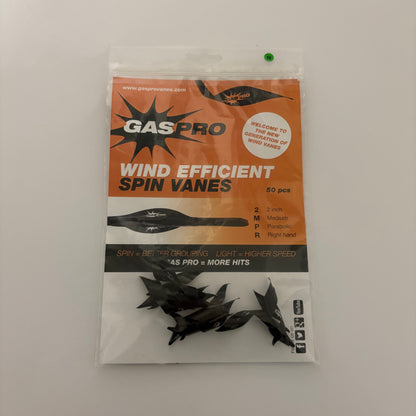 www.gasprovanes.com
GASPRO
WELCOME TO
THE NEW
GENERATION OF
WIND VANES
WIND EFFICIENT
SPIN VANES
50 pcs
2 2 inch
M Medium
P Parabolic
R Right hand
SPIN = BETTER GROUPING LIGHT = HIGHER SPEED
GAS PRO = MORE HITS